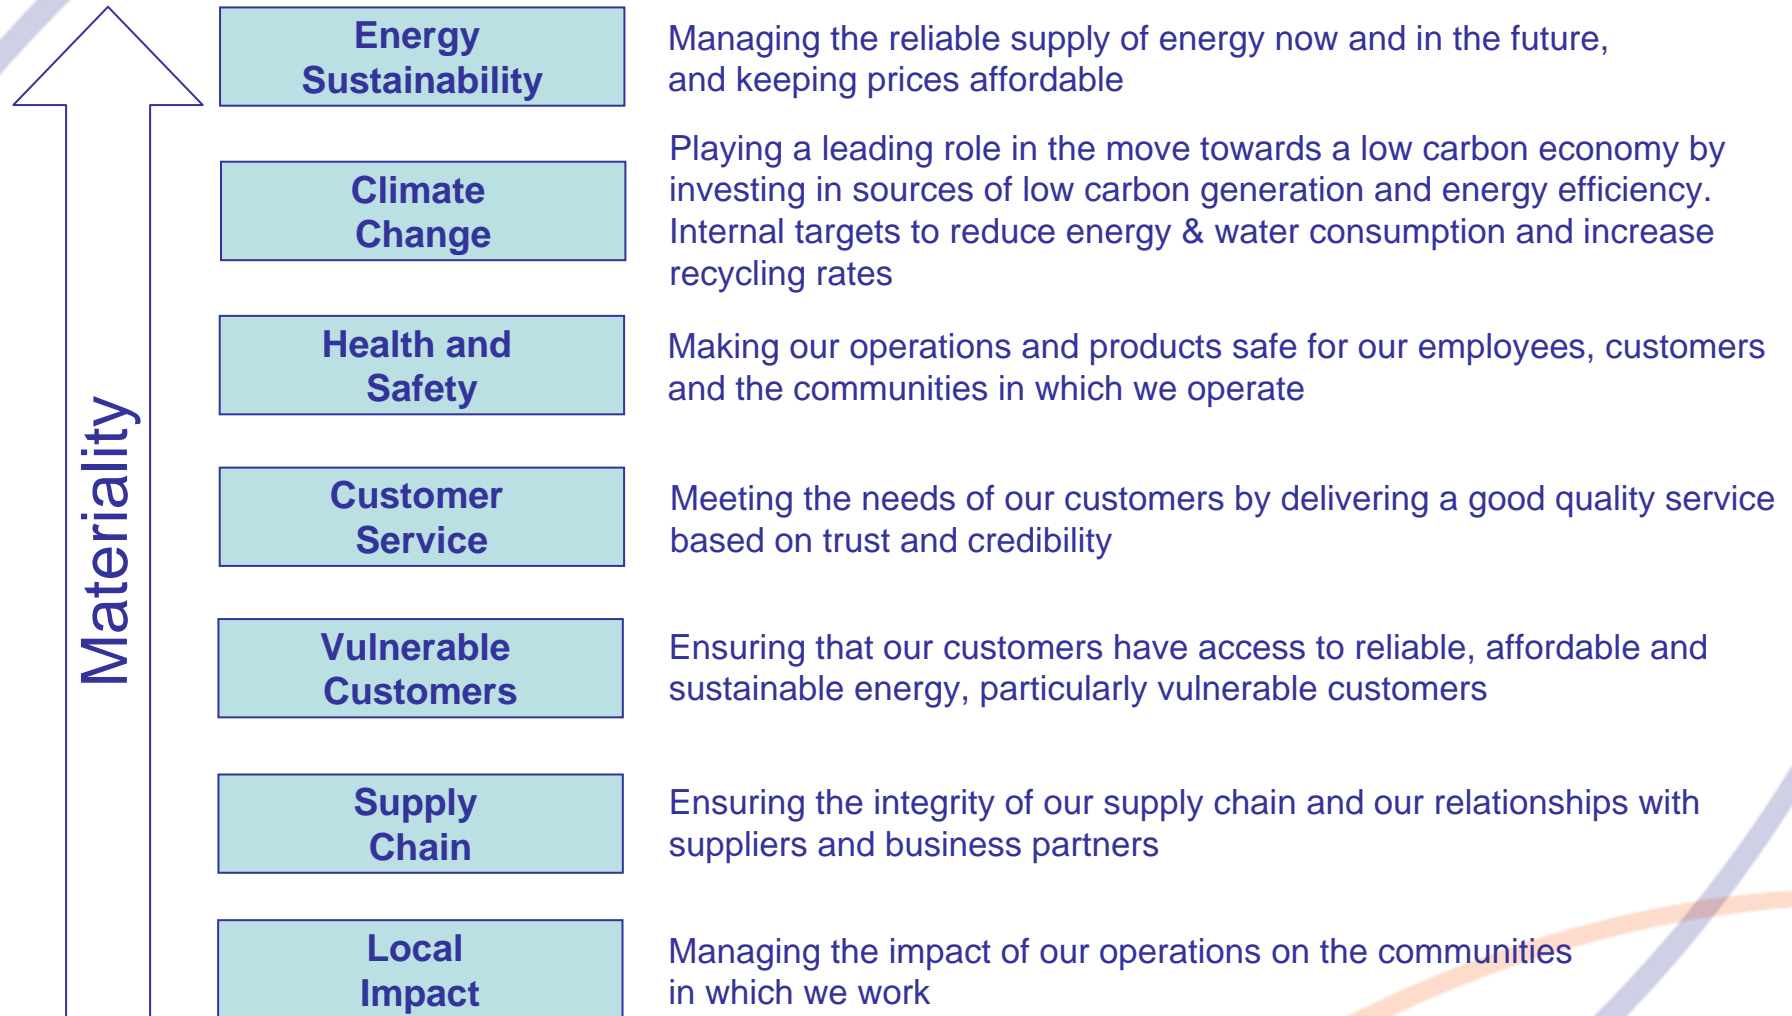 Materiality
Energy
Sustainability
Managing the reliable supply of energy now and in the future,
and keeping prices affordable
Climate
Change
Playing a leading role in the move towards a low carbon economy by
investing in sources of low carbon generation and energy efficiency.
Internal targets to reduce energy & water consumption and increase
recycling rates
Health and
Safety
Making our operations and products safe for our employees, customers
and the communities in which we operate
Customer
Service
Meeting the needs of our customers by delivering a good quality service
based on trust and credibility
Vulnerable
Customers
Ensuring that our customers have access to reliable, affordable and
sustainable energy, particularly vulnerable customers
Supply
Chain
Ensuring the integrity of our supply chain and our relationships with
suppliers and business partners
Local
Impact
Managing the impact of our operations on the communities
in which we work